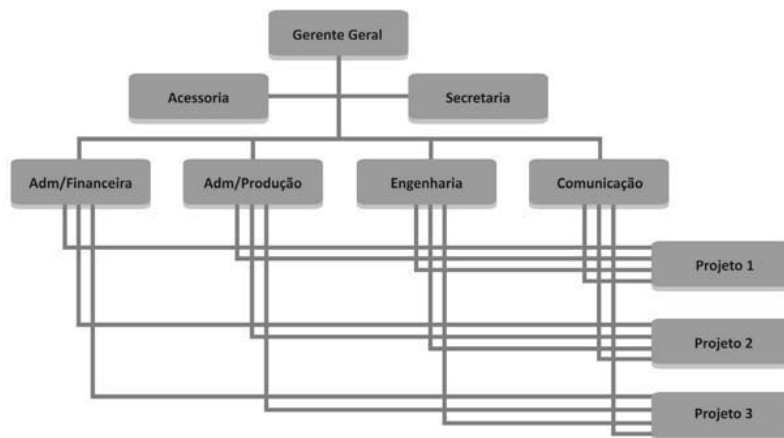 Gerente Geral
Acessoria
Secretaria
Adm/Financeira
Adm/Produção
Engenharia
Comunicação
Projeto 1
Projeto 2
Projeto 3